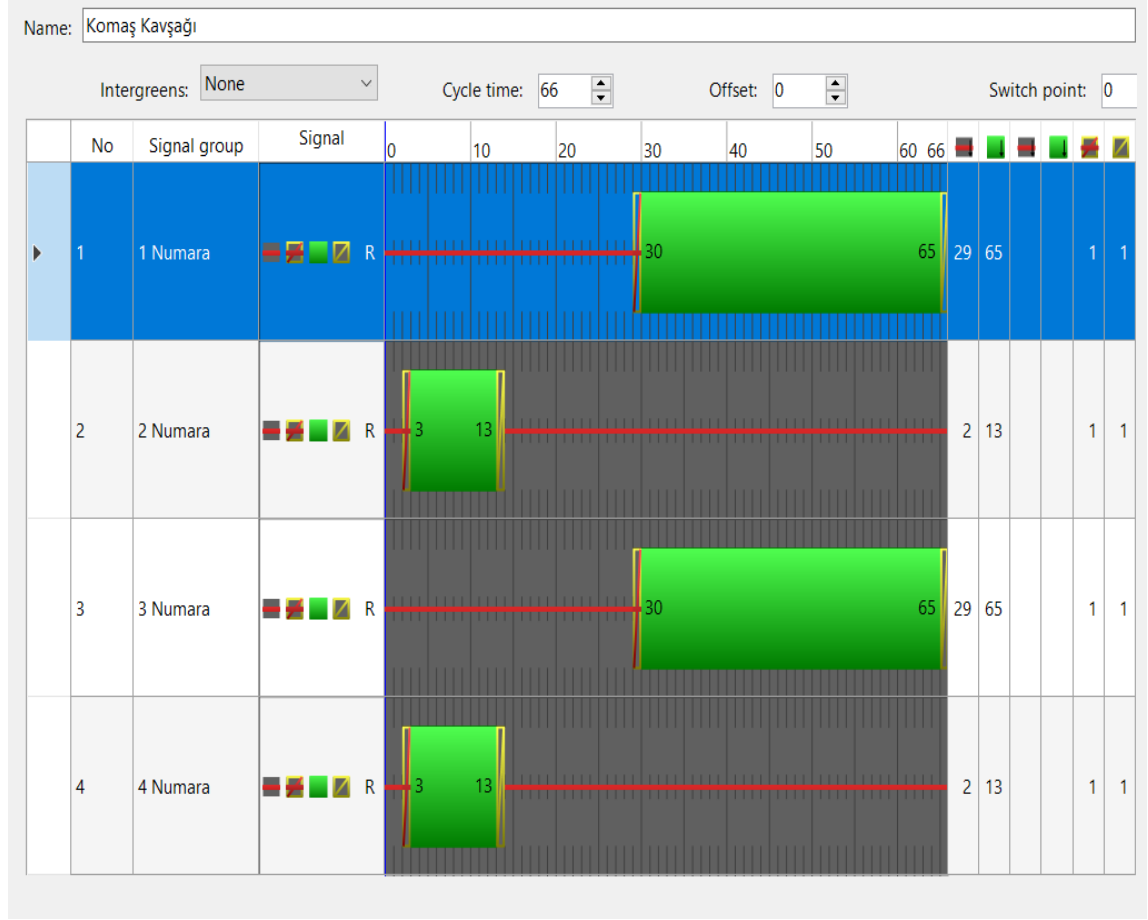 Name: Komaş Kavşağı
Intergreens: None Cycle time: 66 Offset: 0 Switch point: 0
No Signal group Signal 0 10 20 30 40 50 60 66
1 1 Numara R 30 65 29 65 1 1
2 2 Numara R 3 13 2 13 1 1
3 3 Numara R 30 65 29 65 1 1
4 4 Numara R 3 13 2 13 1 1